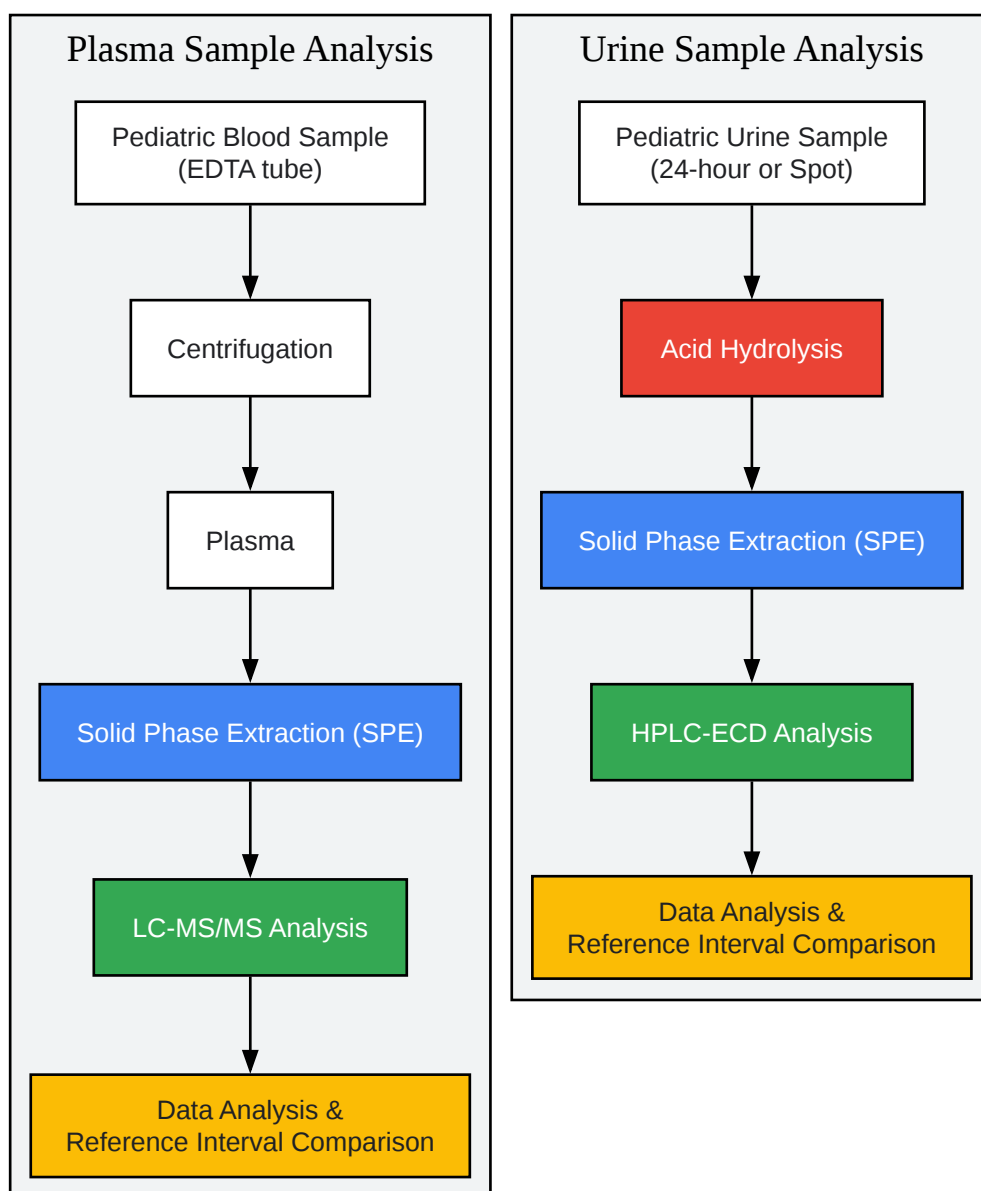 Plasma Sample Analysis
Pediatric Blood Sample
(EDTA tube)
Centrifugation
Plasma
Solid Phase Extraction (SPE)
LC-MS/MS Analysis
Data Analysis &
Reference Interval Comparison
Urine Sample Analysis
Pediatric Urine Sample
(24-hour or Spot)
Acid Hydrolysis
Solid Phase Extraction (SPE)
HPLC-ECD Analysis
Data Analysis &
Reference Interval Comparison